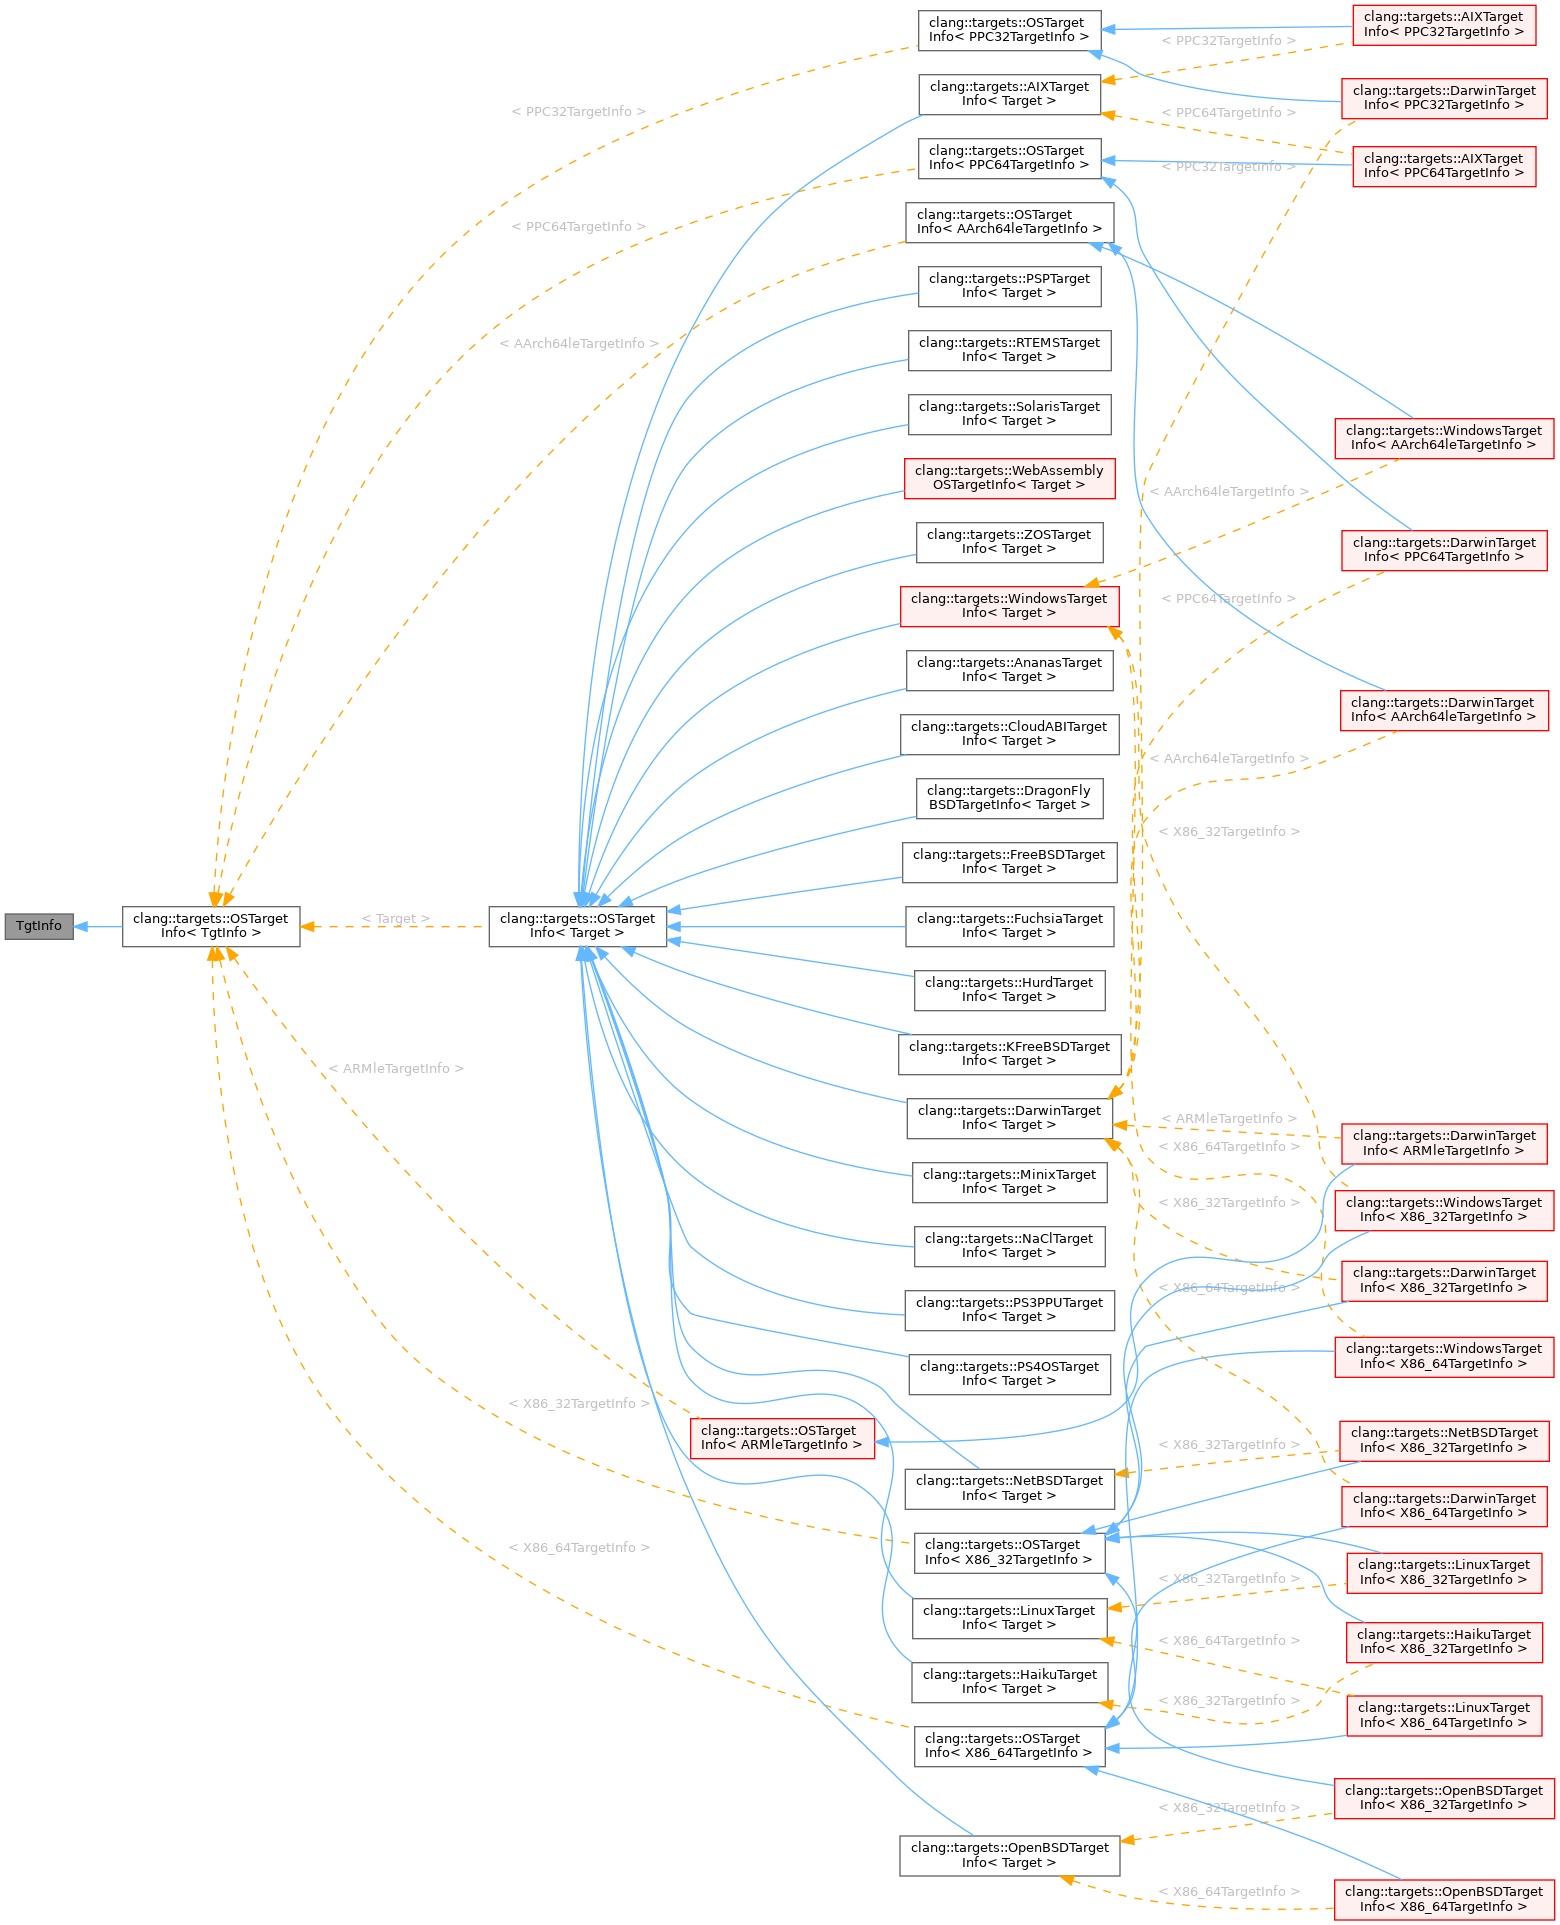 TgtInfo
clang::targets::OSTarget
Info< TgtInfo >
< PPC32TargetInfo >
< PPC64TargetInfo >
< AArch64leTargetInfo >
< Target >
< ARMleTargetInfo >
< X86_32TargetInfo >
< X86_64TargetInfo >
clang::targets::OSTarget
Info< Target >
clang::targets::OSTarget
Info< ARMleTargetInfo >
clang::targets::OSTarget
Info< PPC32TargetInfo >
clang::targets::AIXTarget
Info< Target >
clang::targets::OSTarget
Info< PPC64TargetInfo >
clang::targets::OSTarget
Info< AArch64leTargetInfo >
clang::targets::PSPTarget
Info< Target >
clang::targets::RTEMSTarget
Info< Target >
clang::targets::SolarisTarget
Info< Target >
clang::targets::WebAssembly
OSTargetInfo< Target >
clang::targets::ZOSTarget
Info< Target >
clang::targets::WindowsTarget
Info< Target >
clang::targets::AnanasTarget
Info< Target >
clang::targets::CloudABITarget
Info< Target >
clang::targets::DragonFly
BSDTargetInfo< Target >
clang::targets::FreeBSDTarget
Info< Target >
clang::targets::FuchsiaTarget
Info< Target >
clang::targets::HurdTarget
Info< Target >
clang::targets::KFreeBSDTarget
Info< Target >
clang::targets::DarwinTarget
Info< Target >
clang::targets::MinixTarget
Info< Target >
clang::targets::NaClTarget
Info< Target >
clang::targets::PS3PPUTarget
Info< Target >
clang::targets::PS4OSTarget
Info< Target >
clang::targets::NetBSDTarget
Info< Target >
clang::targets::OSTarget
Info< X86_32TargetInfo >
clang::targets::LinuxTarget
Info< Target >
clang::targets::HaikuTarget
Info< Target >
clang::targets::OSTarget
Info< X86_64TargetInfo >
clang::targets::OpenBSDTarget
Info< Target >
< PPC32TargetInfo >
< PPC64TargetInfo >
< PPC32TargetInfo >
< AArch64leTargetInfo >
< PPC64TargetInfo >
< AArch64leTargetInfo >
< X86_32TargetInfo >
< ARMleTargetInfo >
< X86_64TargetInfo >
< X86_32TargetInfo >
< X86_64TargetInfo >
< X86_32TargetInfo >
< X86_32TargetInfo >
< X86_64TargetInfo >
< X86_32TargetInfo >
< X86_32TargetInfo >
< X86_64TargetInfo >
clang::targets::AIXTarget
Info< PPC32TargetInfo >
clang::targets::DarwinTarget
Info< PPC32TargetInfo >
clang::targets::AIXTarget
Info< PPC64TargetInfo >
clang::targets::WindowsTarget
Info< AArch64leTargetInfo >
clang::targets::DarwinTarget
Info< PPC64TargetInfo >
clang::targets::DarwinTarget
Info< AArch64leTargetInfo >
clang::targets::DarwinTarget
Info< ARMleTargetInfo >
clang::targets::WindowsTarget
Info< X86_32TargetInfo >
clang::targets::DarwinTarget
Info< X86_32TargetInfo >
clang::targets::WindowsTarget
Info< X86_64TargetInfo >
clang::targets::NetBSDTarget
Info< X86_32TargetInfo >
clang::targets::DarwinTarget
Info< X86_64TargetInfo >
clang::targets::LinuxTarget
Info< X86_32TargetInfo >
clang::targets::HaikuTarget
Info< X86_32TargetInfo >
clang::targets::LinuxTarget
Info< X86_64TargetInfo >
clang::targets::OpenBSDTarget
Info< X86_32TargetInfo >
clang::targets::OpenBSDTarget
Info< X86_64TargetInfo >